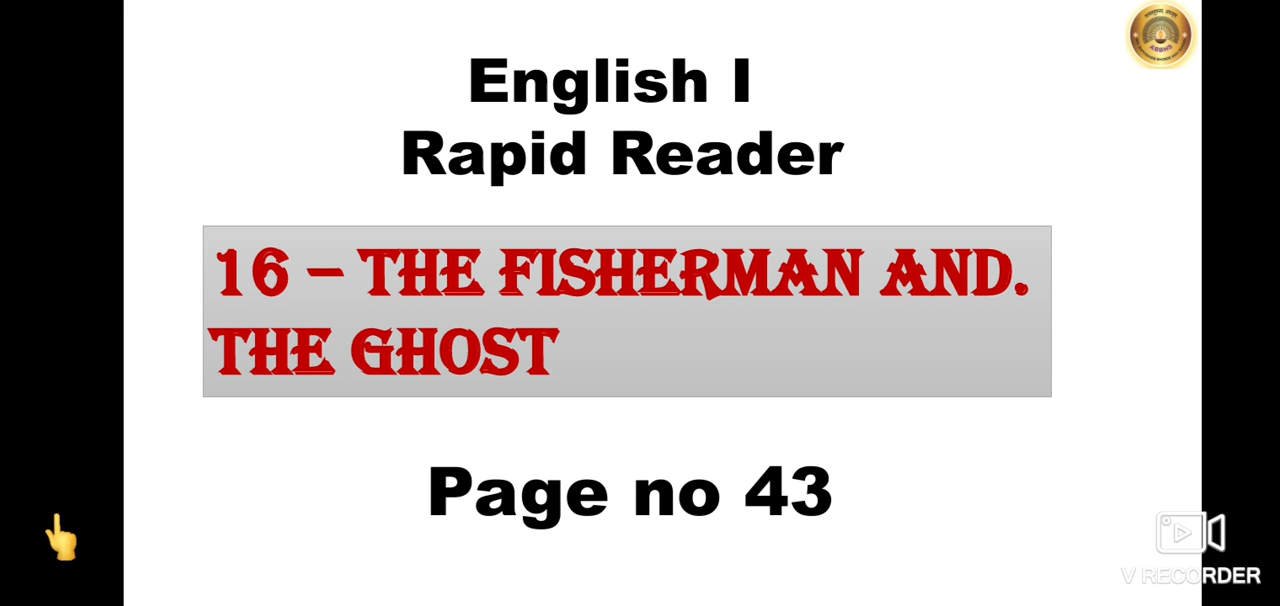 English I
Rapid Reader
16 – THE FISHERMAN AND.
THE GHOST
Page no 43
V RECORDER